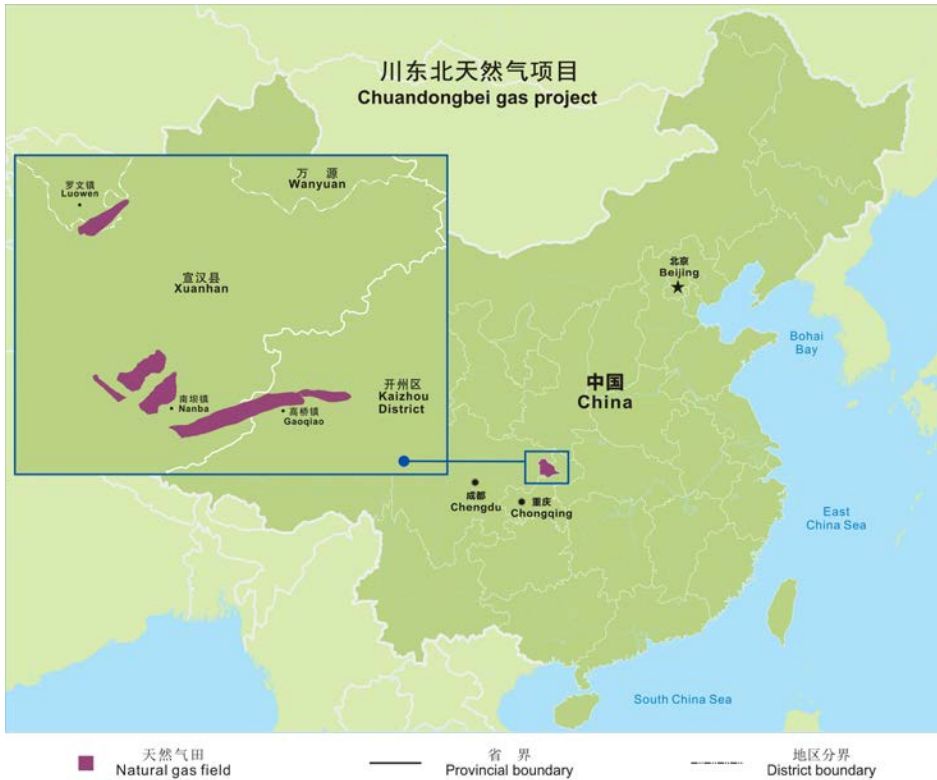 川东北天然气项目
Chuandongbei gas project
罗文镇
Luowen
万 源
Wanyuan
宣汉县
Xuanhan
南坝镇
Nanba
高桥镇
Gaoqiao
开州区
Kaizhou
District
北京
Beijing
Bohai
Bay
中国
China
成都
Chengdu
重庆
Chongqing
East
China Sea
South China Sea
天然气田
Natural gas field
省 界
Provincial boundary
地区分界
District boundary